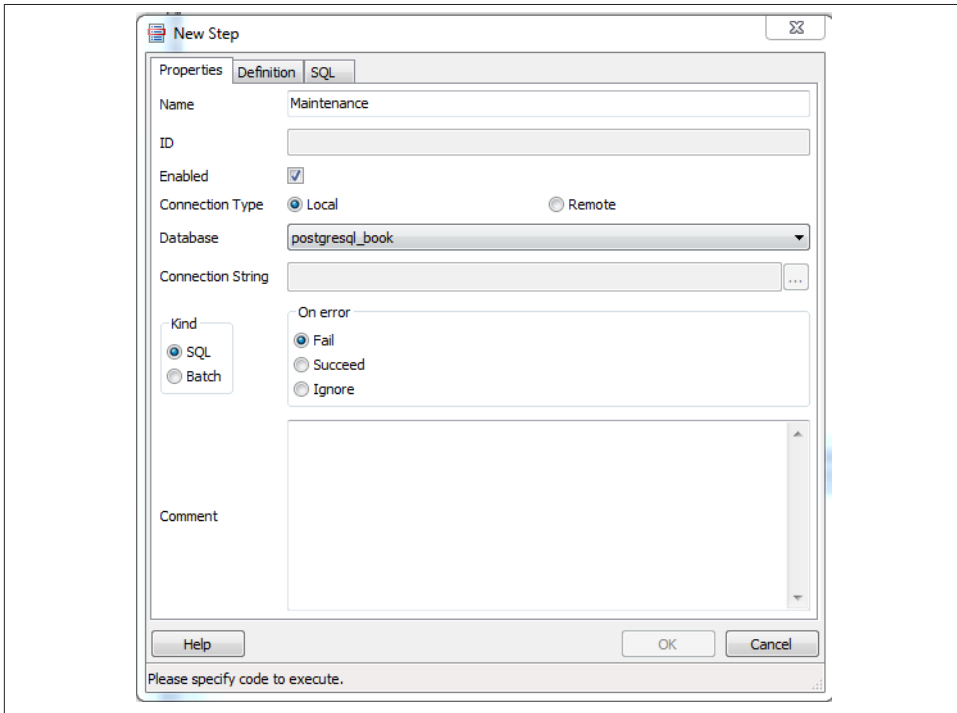 New Step
Properties Definition SQL
Name Maintenance
ID
Enabled
Connection Type Local Remote
Database postgresql_book
Connection String ...
Kind On error
SQL Fail
Batch Succeed
Ignore
Comment
Help OK Cancel
Please specify code to execute.